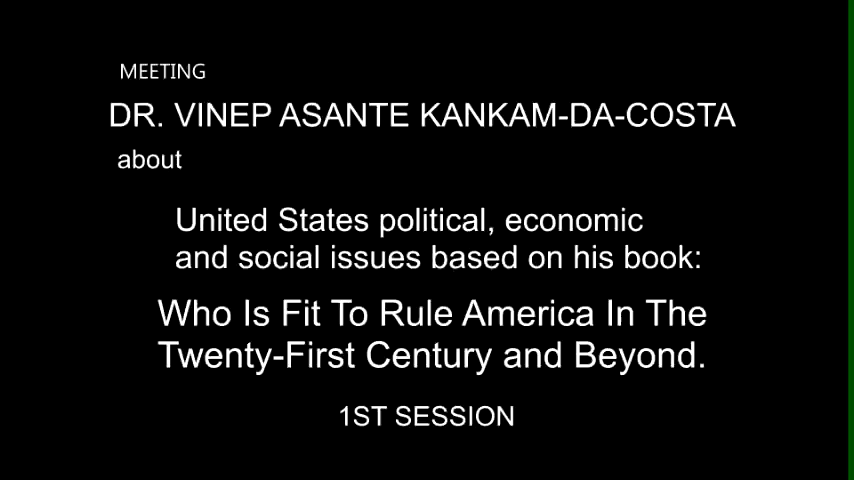 MEETING
DR. VINEP ASANTE KANKAM-DA-COSTA
about
United States political, economic
and social issues based on his book:
Who Is Fit To Rule America In The
Twenty-First Century and Beyond.
1ST SESSION